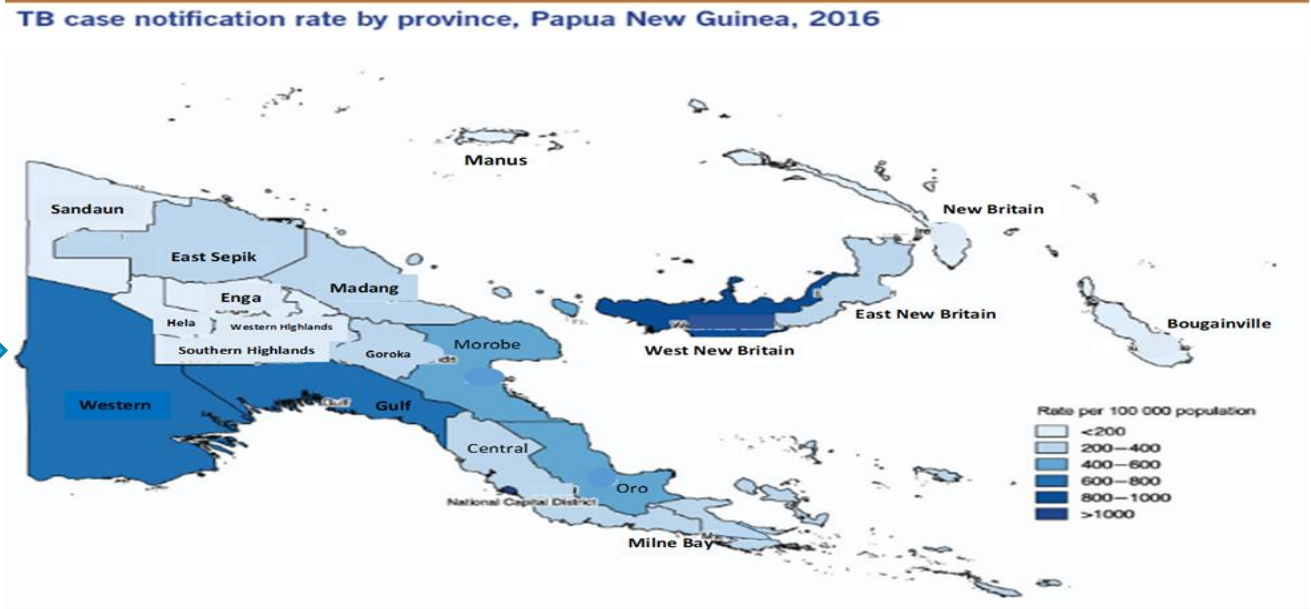 TB case notification rate by province, Papua New Guinea, 2016
Manus
Sandaun
New Britain
East Sepik
Madang
Enga
Hela
Western Highlands
East New Britain
Bougainville
Morobe
West New Britain
Southern Highlands
Goroka
Western
Gulf
Gulf
Central
Oro
National Capital District
Milne Bay
Rate per 100 000 population
<200
200–400
400–600
600–800
800–1000
>1000